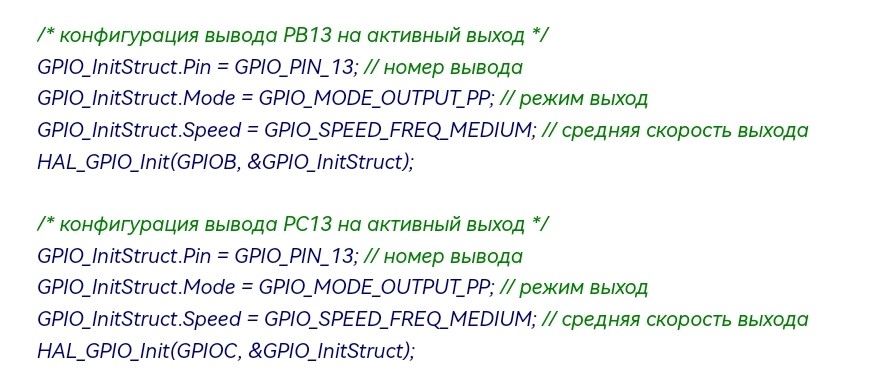 /* конфигурация вывода PB13 на активный выход */
GPIO_InitStruct.Pin = GPIO_PIN_13; // номер вывода
GPIO_InitStruct.Mode = GPIO_MODE_OUTPUT_PP; // режим выход
GPIO_InitStruct.Speed = GPIO_SPEED_FREQ_MEDIUM; // средняя скорость выхода
HAL_GPIO_Init(GPIOB, &GPIO_InitStruct);

/* конфигурация вывода PC13 на активный выход */
GPIO_InitStruct.Pin = GPIO_PIN_13; // номер вывода
GPIO_InitStruct.Mode = GPIO_MODE_OUTPUT_PP; // режим выход
GPIO_InitStruct.Speed = GPIO_SPEED_FREQ_MEDIUM; // средняя скорость выхода
HAL_GPIO_Init(GPIOC, &GPIO_InitStruct);